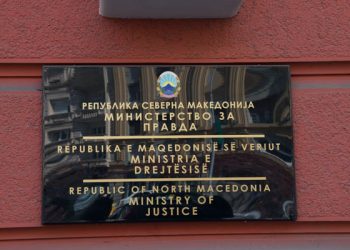 РЕПУБЛИКА СЕВЕРНА МАКЕДОНИЈА
МИНИСТЕРСТВО ЗА
ПРАВДА
REPUBLIKA E MAQEDONISË SË VERIUT
MINISTRIA E
DREJTËSISË
REPUBLIC OF NORTH MACEDONIA
MINISTRY OF
JUSTICE